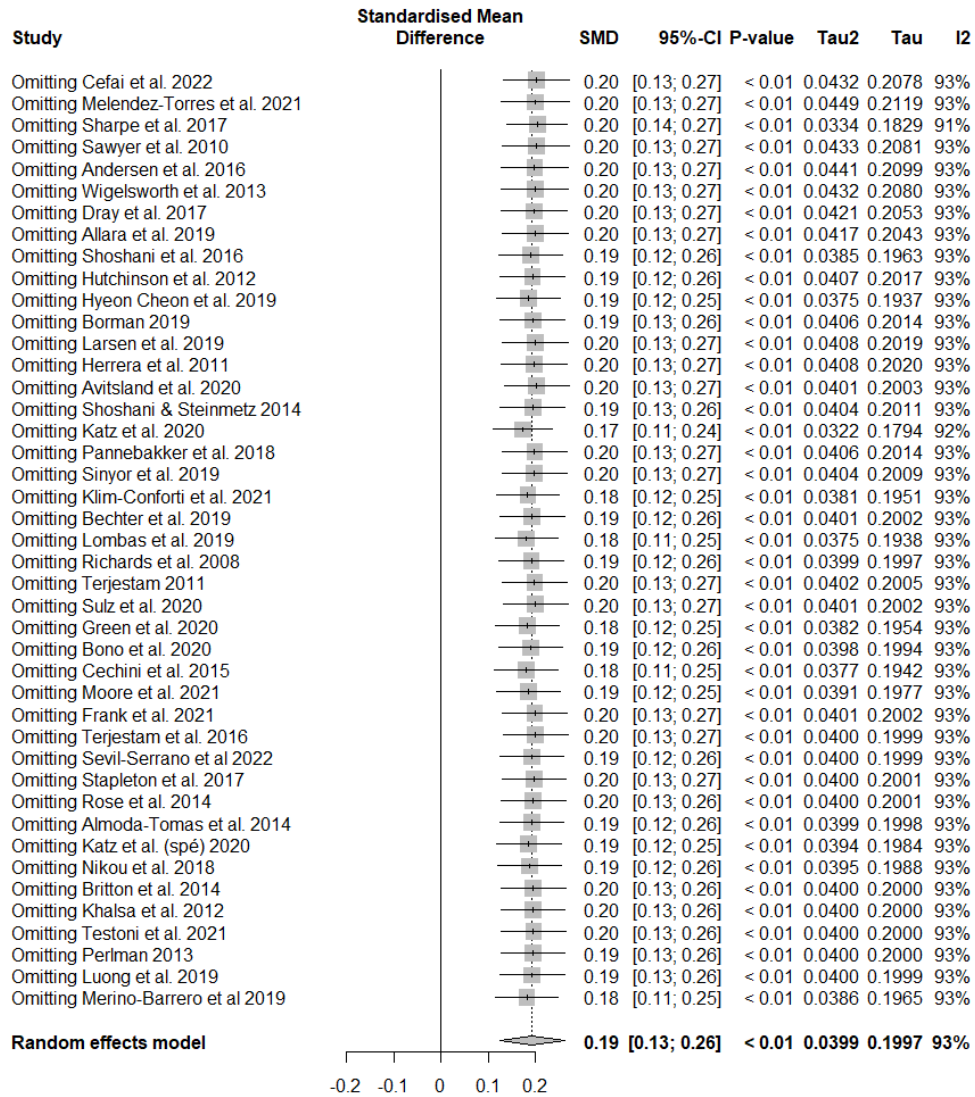 Standardised Mean
Study Difference SMD 95%-CI P-value Tau2 Tau I2
Omitting Cefai et al. 2022 0.20 [0.13; 0.27] < 0.01 0.0432 0.2078 93%
Omitting Melendez-Torres et al. 2021 0.20 [0.13; 0.27] < 0.01 0.0449 0.2119 93%
Omitting Sharpe et al. 2017 0.20 [0.14; 0.27] < 0.01 0.0334 0.1829 91%
Omitting Sawyer et al. 2010 0.20 [0.13; 0.27] < 0.01 0.0433 0.2081 93%
Omitting Andersen et al. 2016 0.20 [0.13; 0.27] < 0.01 0.0441 0.2099 93%
Omitting Wigelsworth et al. 2013 0.20 [0.13; 0.27] < 0.01 0.0432 0.2080 93%
Omitting Dray et al. 2017 0.20 [0.13; 0.27] < 0.01 0.0421 0.2053 93%
Omitting Allara et al. 2019 0.20 [0.13; 0.27] < 0.01 0.0417 0.2043 93%
Omitting Shoshani et al. 2016 0.19 [0.12; 0.26] < 0.01 0.0385 0.1963 93%
Omitting Hutchinson et al. 2012 0.19 [0.12; 0.26] < 0.01 0.0407 0.2017 93%
Omitting Hyeon Cheon et al. 2019 0.19 [0.12; 0.25] < 0.01 0.0375 0.1937 93%
Omitting Borman 2019 0.19 [0.13; 0.26] < 0.01 0.0406 0.2014 93%
Omitting Larsen et al. 2019 0.20 [0.13; 0.27] < 0.01 0.0408 0.2019 93%
Omitting Herrera et al. 2011 0.20 [0.13; 0.27] < 0.01 0.0408 0.2020 93%
Omitting Avitsland et al. 2020 0.20 [0.13; 0.27] < 0.01 0.0401 0.2003 93%
Omitting Shoshani & Steinmetz 2014 0.19 [0.13; 0.26] < 0.01 0.0404 0.2011 93%
Omitting Katz et al. 2020 0.17 [0.11; 0.24] < 0.01 0.0322 0.1794 92%
Omitting Pannebakker et al. 2018 0.20 [0.13; 0.27] < 0.01 0.0406 0.2014 93%
Omitting Sinyor et al. 2019 0.20 [0.13; 0.27] < 0.01 0.0404 0.2009 93%
Omitting Klim-Conforti et al. 2021 0.18 [0.12; 0.25] < 0.01 0.0381 0.1951 93%
Omitting Bechter et al. 2019 0.19 [0.12; 0.26] < 0.01 0.0401 0.2002 93%
Omitting Lombas et al. 2019 0.18 [0.11; 0.25] < 0.01 0.0375 0.1938 93%
Omitting Richards et al. 2008 0.19 [0.12; 0.26] < 0.01 0.0399 0.1997 93%
Omitting Terjestam 2011 0.20 [0.13; 0.27] < 0.01 0.0402 0.2005 93%
Omitting Sulz et al. 2020 0.20 [0.13; 0.27] < 0.01 0.0401 0.2002 93%
Omitting Green et al. 2020 0.18 [0.12; 0.25] < 0.01 0.0382 0.1954 93%
Omitting Bono et al. 2020 0.19 [0.12; 0.26] < 0.01 0.0398 0.1994 93%
Omitting Cechini et al. 2015 0.18 [0.11; 0.25] < 0.01 0.0377 0.1942 93%
Omitting Moore et al. 2021 0.19 [0.12; 0.25] < 0.01 0.0391 0.1977 93%
Omitting Frank et al. 2021 0.20 [0.13; 0.27] < 0.01 0.0401 0.2002 93%
Omitting Terjestam et al. 2016 0.20 [0.13; 0.27] < 0.01 0.0400 0.1999 93%
Omitting Sevil-Serrano et al 2022 0.19 [0.12; 0.26] < 0.01 0.0400 0.1999 93%
Omitting Stapleton et al. 2017 0.20 [0.13; 0.27] < 0.01 0.0400 0.2001 93%
Omitting Rose et al. 2014 0.20 [0.13; 0.26] < 0.01 0.0400 0.2001 93%
Omitting Almoda-Tomas et al. 2014 0.19 [0.12; 0.26] < 0.01 0.0399 0.1998 93%
Omitting Katz et al. (spé) 2020 0.19 [0.12; 0.25] < 0.01 0.0394 0.1984 93%
Omitting Nikou et al. 2018 0.19 [0.12; 0.26] < 0.01 0.0395 0.1988 93%
Omitting Britton et al. 2014 0.20 [0.13; 0.26] < 0.01 0.0400 0.2000 93%
Omitting Khalsa et al. 2012 0.20 [0.13; 0.26] < 0.01 0.0400 0.2000 93%
Omitting Testoni et al. 2021 0.20 [0.13; 0.26] < 0.01 0.0400 0.2000 93%
Omitting Perlman 2013 0.19 [0.13; 0.26] < 0.01 0.0400 0.2000 93%
Omitting Luong et al. 2019 0.19 [0.13; 0.26] < 0.01 0.0400 0.1999 93%
Omitting Merino-Barrero et al 2019 0.18 [0.11; 0.25] < 0.01 0.0386 0.1965 93%
Random effects model 0.19 [0.13; 0.26] < 0.01 0.0399 0.1997 93%
-0.2 -0.1 0 0.1 0.2